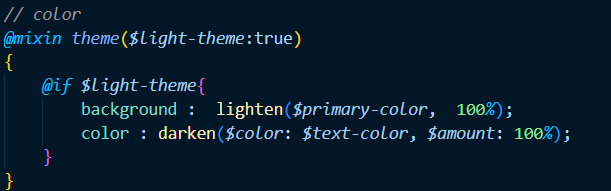 // color
@mixin theme($light-theme:true)
{
    @if $light-theme{
        background :  lighten($primary-color,  100%);
        color : darken($color: $text-color, $amount: 100%);
    }
}